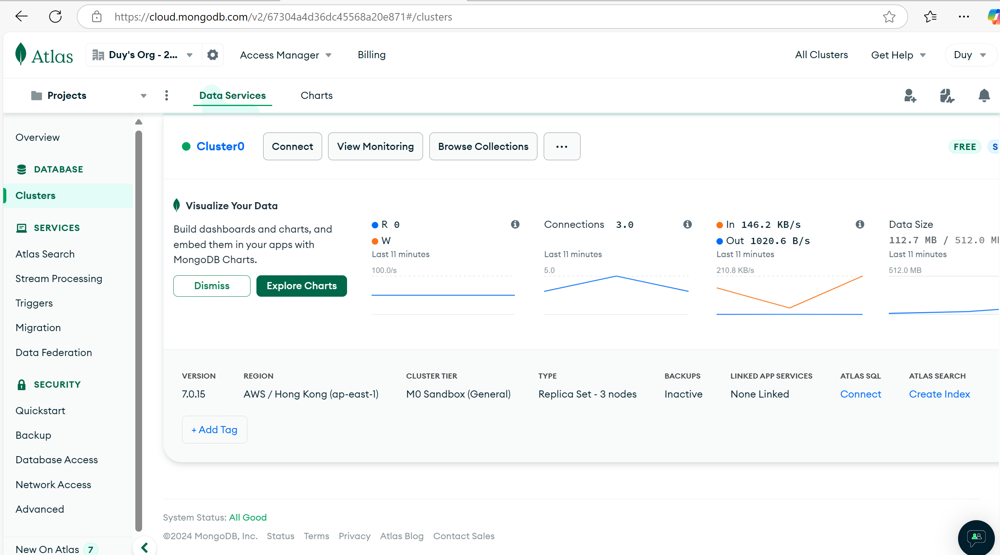 https://cloud.mongodb.com/v2/67304a4d36dc45568a20e871#/clusters
Atlas
Duy's Org - 2...
Access Manager
Billing
All Clusters
Get Help
Duy
Projects
Data Services
Charts
Overview
DATABASE
Clusters
SERVICES
Atlas Search
Stream Processing
Triggers
Migration
Data Federation
SECURITY
Quickstart
Backup
Database Access
Network Access
Advanced
New On Atlas 7
Cluster0
Connect
View Monitoring
Browse Collections
...
FREE
S
Visualize Your Data
Build dashboards and charts, and
embed them in your apps with
MongoDB Charts.
Dismiss
Explore Charts
R 0
W
Last 11 minutes
100.0/s
Connections 3.0
Last 11 minutes
5.0
In 146.2 KB/s
Out 1020.6 B/s
Last 11 minutes
210.8 KB/s
Data Size
112.7 MB / 512.0 M
Last 11 minutes
512.0 MB
VERSION
7.0.15
REGION
AWS / Hong Kong (ap-east-1)
CLUSTER TIER
M0 Sandbox (General)
TYPE
Replica Set - 3 nodes
BACKUPS
Inactive
LINKED APP SERVICES
None Linked
ATLAS SQL
Connect
ATLAS SEARCH
Create Index
+ Add Tag
System Status: All Good
©2024 MongoDB, Inc. Status Terms Privacy Atlas Blog Contact Sales